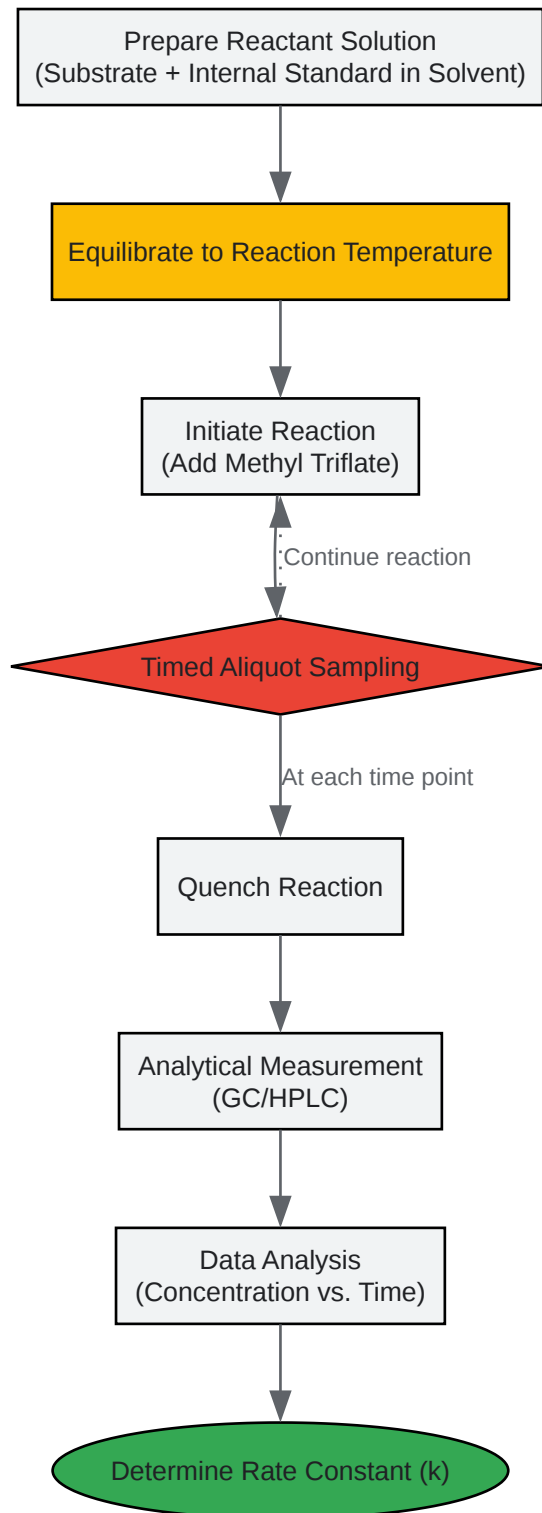 Prepare Reactant Solution
(Substrate + Internal Standard in Solvent)
Equilibrate to Reaction Temperature
Initiate Reaction
(Add Methyl Triflate)
Continue reaction
Timed Aliquot Sampling
At each time point
Quench Reaction
Analytical Measurement
(GC/HPLC)
Data Analysis
(Concentration vs. Time)
Determine Rate Constant (k)